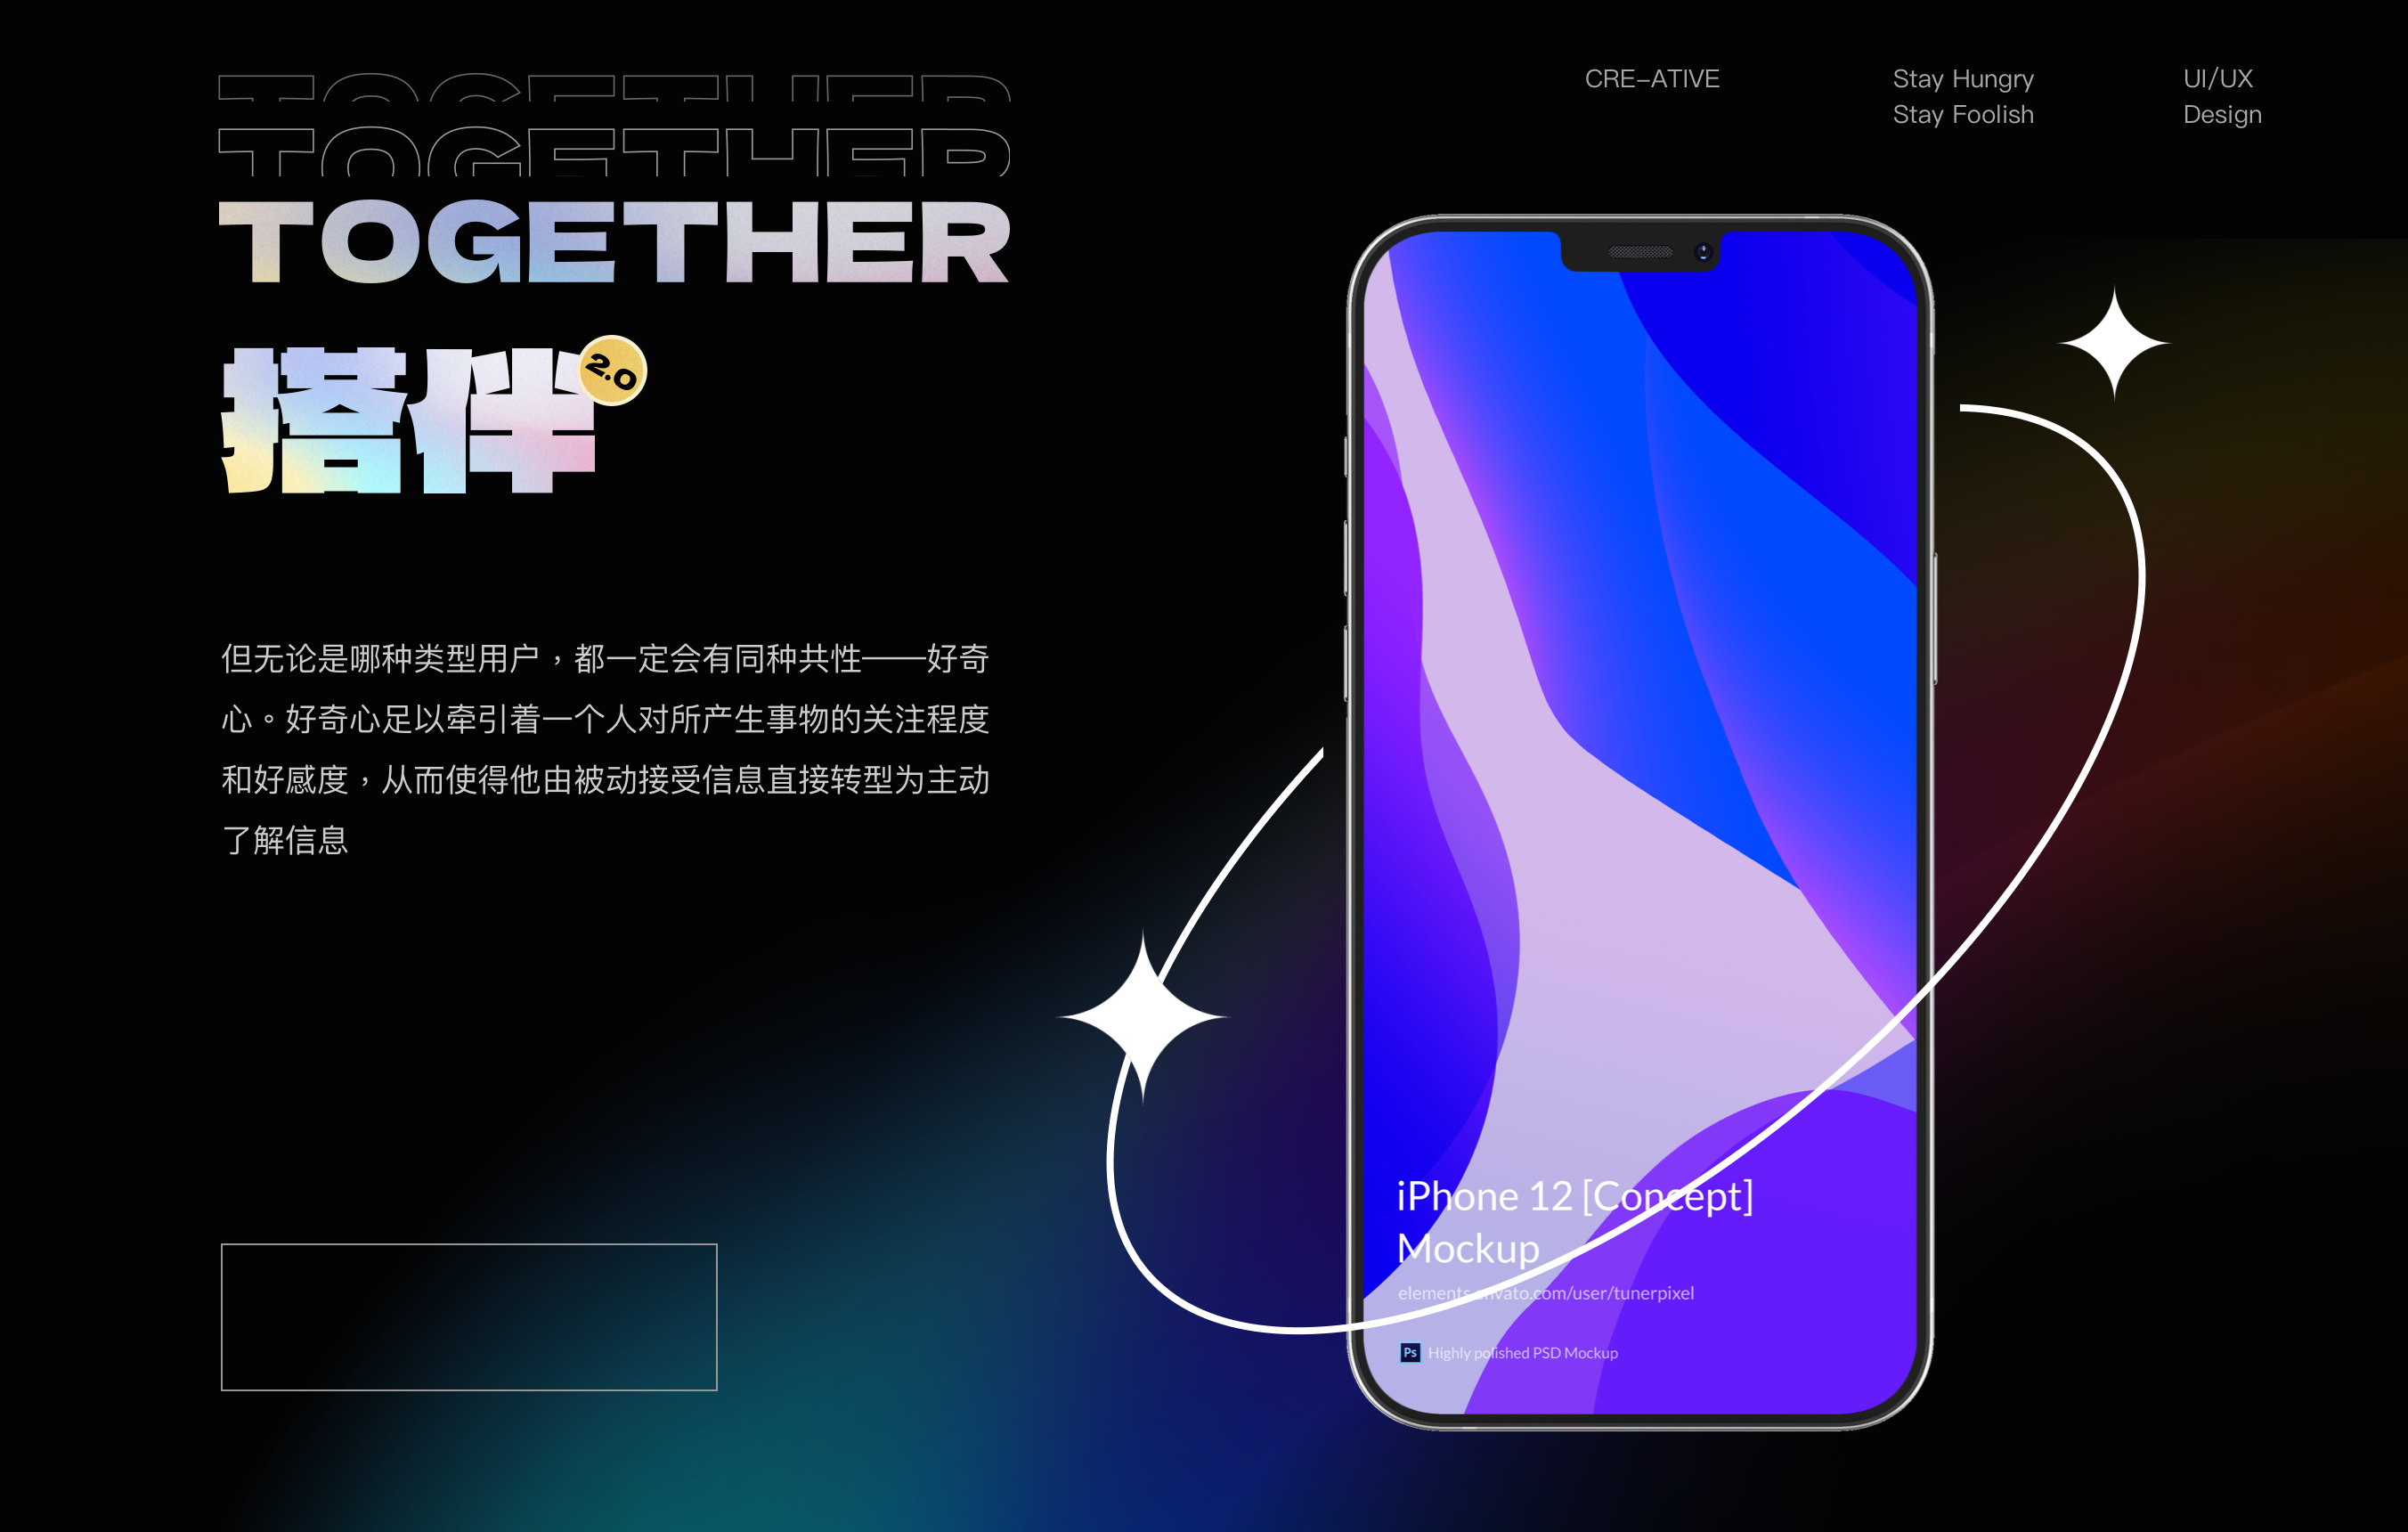 TOGETHER
TOGETHER
TOGETHER
CRE–ATIVE
Stay Hungry
Stay Foolish
UI/UX
Design
搭伴
2.0
但无论是哪种类型用户，都一定会有同种共性——好奇
心。好奇心足以牵引着一个人对所产生事物的关注程度
和好感度，从而使得他由被动接受信息直接转型为主动
了解信息
iPhone 12 [Concept]
Mockup
elements.envato.com/user/tunerpixel
Ps Highly polished PSD Mockup